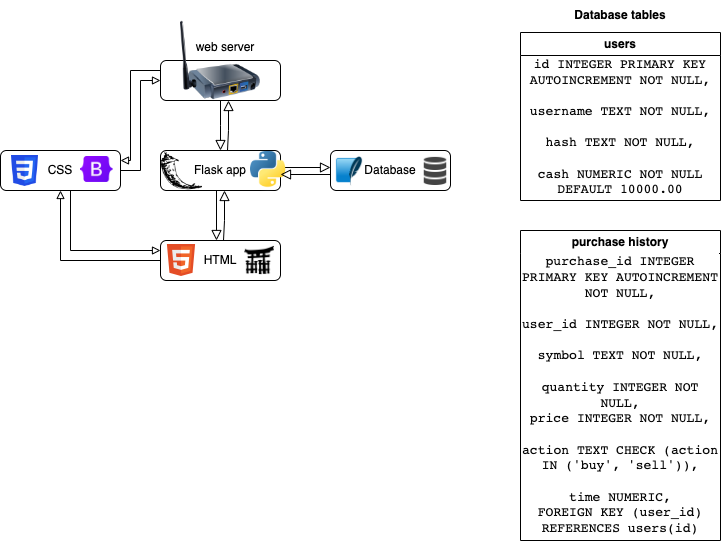 Database tables
web server
CSS
B
Flask app
Database
5
HTML
3
users
id INTEGER PRIMARY KEY
AUTOINCREMENT NOT NULL,
username TEXT NOT NULL,
hash TEXT NOT NULL,
cash NUMERIC NOT NULL
DEFAULT 10000.00
purchase history
purchase_id INTEGER
PRIMARY KEY AUTOINCREMENT
NOT NULL,
user_id INTEGER NOT NULL,
symbol TEXT NOT NULL,
quantity INTEGER NOT
NULL,
price INTEGER NOT NULL,
action TEXT CHECK (action
IN ('buy', 'sell')),
time NUMERIC,
FOREIGN KEY (user_id)
REFERENCES users(id)